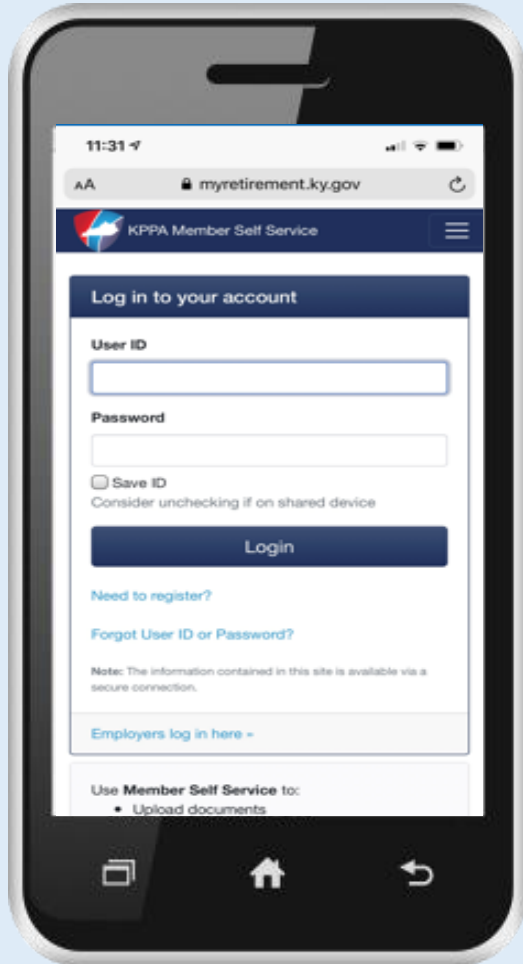 11:31
AA myretirement.ky.gov
KPPA Member Self Service
Log in to your account
User ID
Password
Save ID
Consider unchecking if on shared device
Login
Need to register?
Forgot User ID or Password?
Note: The information contained in this site is available via a
secure connection.
Employers log in here »
Use Member Self Service to:
• Upload documents